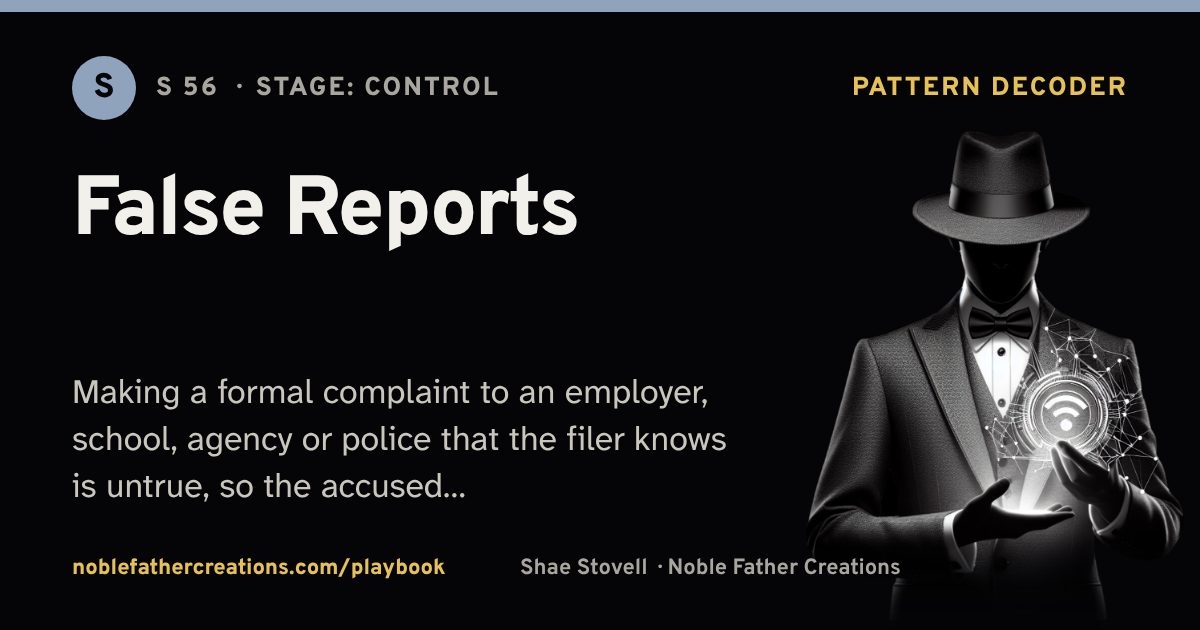 S
S 56 · STAGE: CONTROL
PATTERN DECODER
False Reports
Making a formal complaint to an employer,
school, agency or police that the filer knows
is untrue, so the accused...
noblefathercreations.com/playbook
Shae Stovell · Noble Father Creations